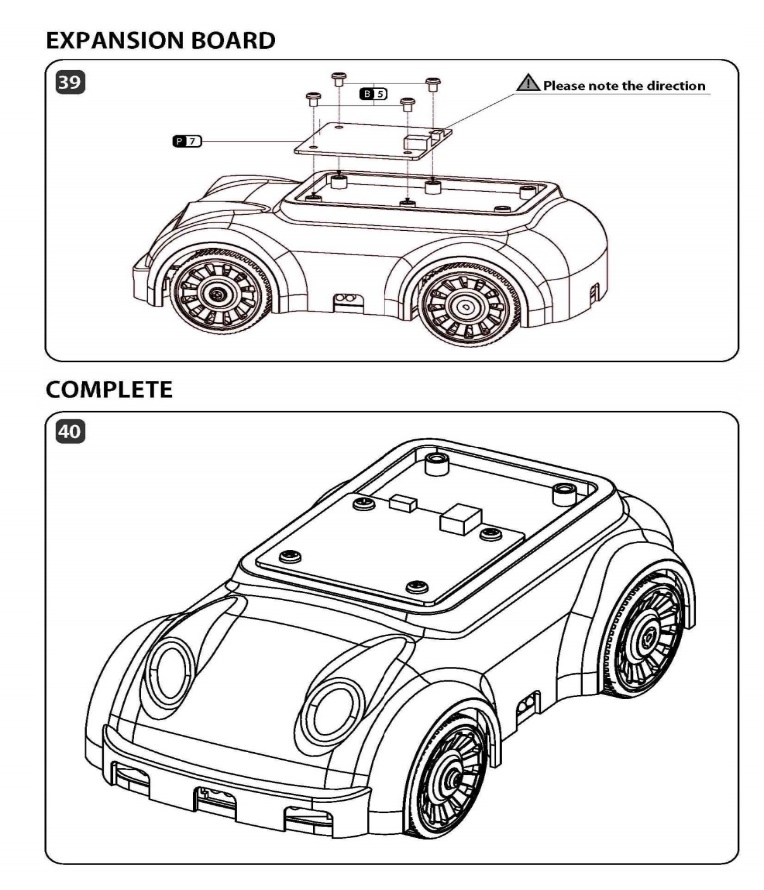 EXPANSION BOARD
39
B 5
Please note the direction
P 7
COMPLETE
40